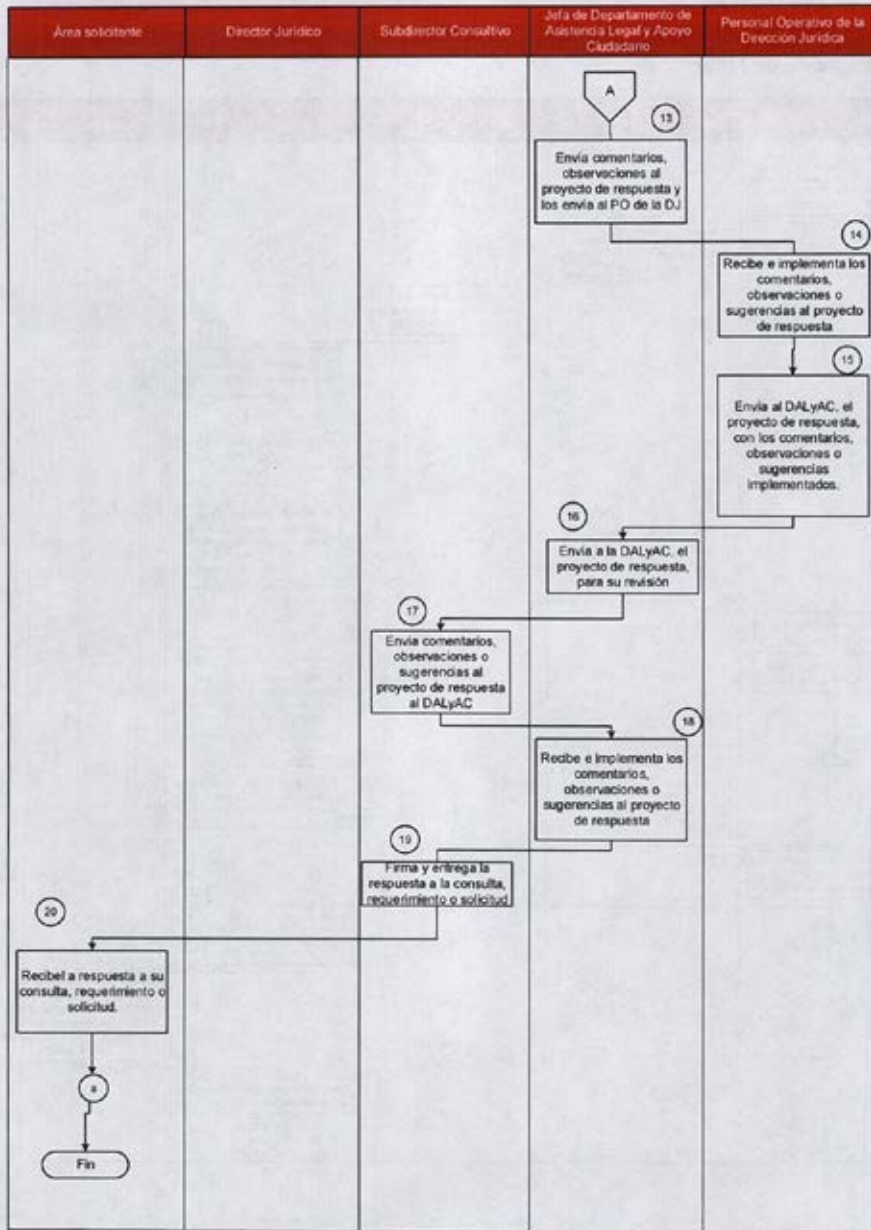 Área solicitante
Director Jurídico
Subdirector Consultivo
Jefa de Departamento de
Asistencia Legal y Apoyo
Ciudadano
Personal Operativo de la
Dirección Jurídica
A
13
Envía comentarios,
observaciones al
proyecto de respuesta y
los envía al PO de la DJ
14
Recibe e implementa los
comentarios,
observaciones o
sugerencias al proyecto
de respuesta
15
Envía al DALyAC, el
proyecto de respuesta,
con los comentarios,
observaciones o
sugerencias
implementados.
16
Envía a la DALyAC, el
proyecto de respuesta,
para su revisión
17
Envía comentarios,
observaciones o
sugerencias al
proyecto de respuesta
al DALyAC
18
Recibe e implementa los
comentarios,
observaciones o
sugerencias al proyecto
de respuesta
19
Firma y entrega la
respuesta a la consulta,
requerimiento o solicitud
20
Recibel a respuesta a su
consulta, requerimiento o
solicitud.
a
Fin